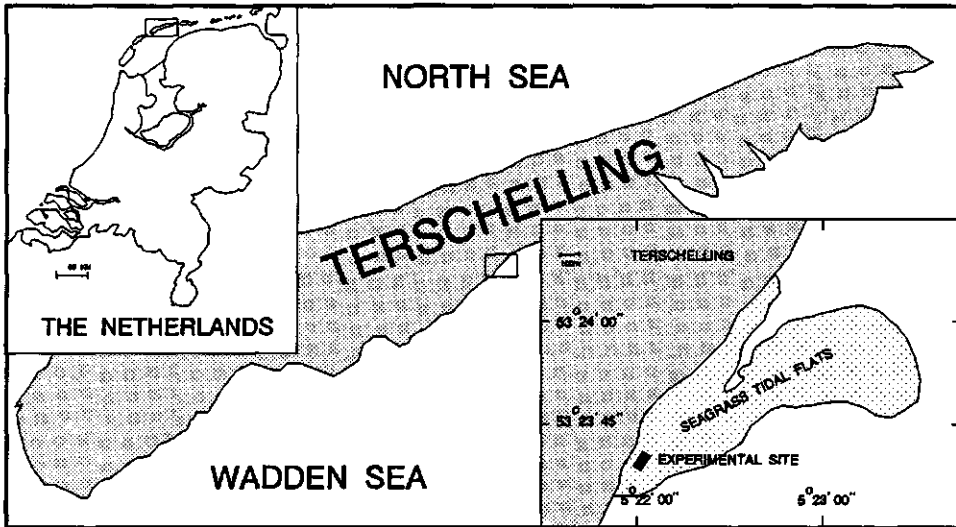 NORTH SEA
TERSCHELLING
THE NETHERLANDS
WADDEN SEA
TERSCHELLING
53° 24' 00"
SEAGRASS TIDAL FLATS
53° 23' 45"
EXPERIMENTAL SITE
5° 22' 00"
5° 23' 00"